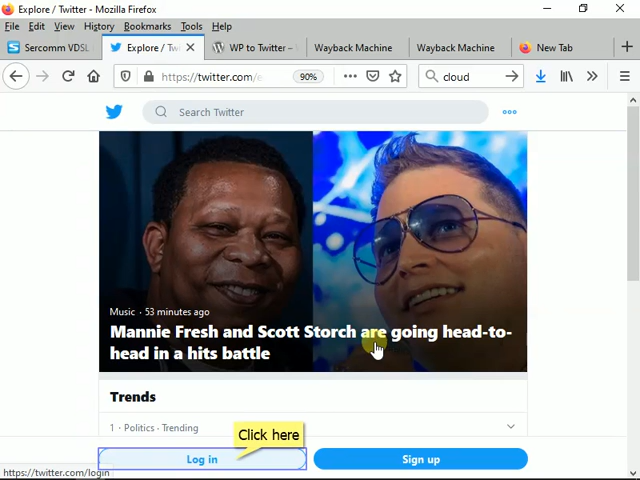 Explore / Twitter - Mozilla Firefox
File Edit View History Bookmarks Tools Help
Sercomm VDSL
Explore / Tw
WP to Twitter –
Wayback Machine
Wayback Machine
New Tab
https://twitter.com/e
90%
cloud
Search Twitter
Music · 53 minutes ago
Mannie Fresh and Scott Storch are going head-to-
head in a hits battle
Trends
1 · Politics · Trending
Click here
Log in
Sign up
https://twitter.com/login